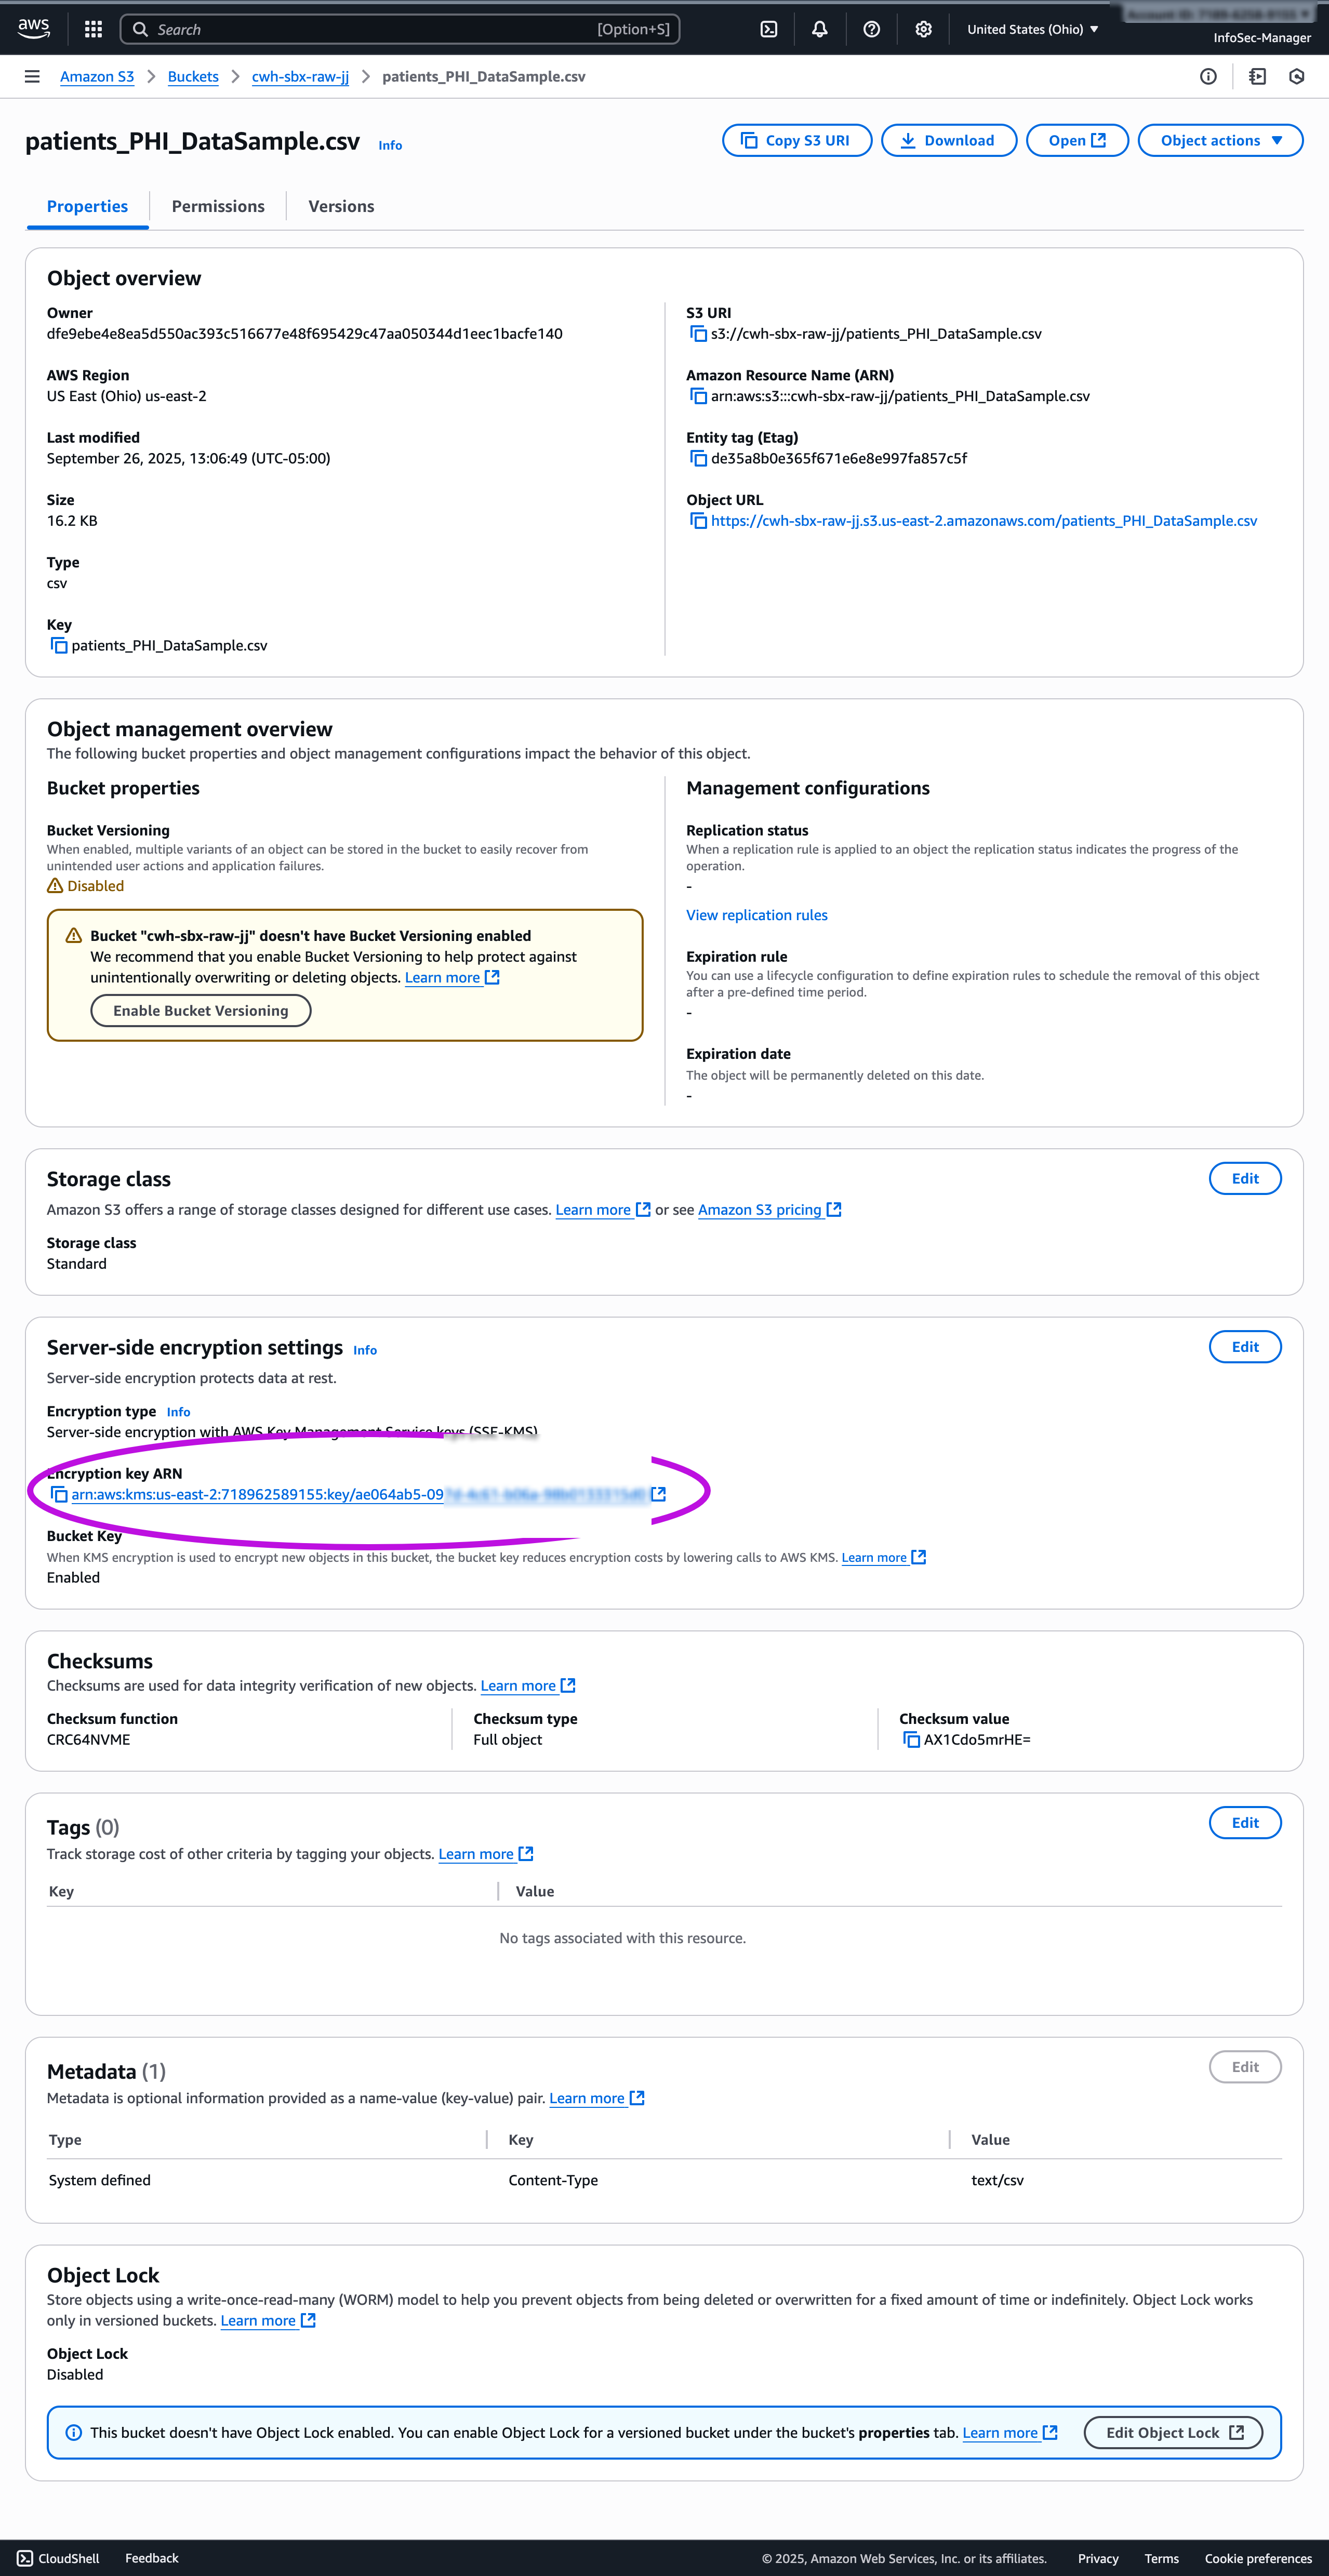 aws
Search
[Option+S]
United States (Ohio)
InfoSec-Manager
Amazon S3
Buckets
cwh-sbx-raw-jj
patients_PHI_DataSample.csv
patients_PHI_DataSample.csv
Info
Copy S3 URI
Download
Open
Object actions
Properties
Permissions
Versions
Object overview
Owner
dfe9ebe4e8ea5d550ac393c516677e48f695429c47aa050344d1eec1bacfe140
AWS Region
US East (Ohio) us-east-2
Last modified
September 26, 2025, 13:06:49 (UTC-05:00)
Size
16.2 KB
Type
csv
Key
patients_PHI_DataSample.csv
S3 URI
s3://cwh-sbx-raw-jj/patients_PHI_DataSample.csv
Amazon Resource Name (ARN)
arn:aws:s3:::cwh-sbx-raw-jj/patients_PHI_DataSample.csv
Entity tag (Etag)
de35a8b0e365f671e6e8e997fa857c5f
Object URL
https://cwh-sbx-raw-jj.s3.us-east-2.amazonaws.com/patients_PHI_DataSample.csv
Object management overview
The following bucket properties and object management configurations impact the behavior of this object.
Bucket properties
Bucket Versioning
When enabled, multiple variants of an object can be stored in the bucket to easily recover from
unintended user actions and application failures.
Disabled
Bucket "cwh-sbx-raw-jj" doesn't have Bucket Versioning enabled
We recommend that you enable Bucket Versioning to help protect against
unintentionally overwriting or deleting objects. Learn more
Enable Bucket Versioning
Management configurations
Replication status
When a replication rule is applied to an object the replication status indicates the progress of the
operation.
-
View replication rules
Expiration rule
You can use a lifecycle configuration to define expiration rules to schedule the removal of this object
after a pre-defined time period.
-
Expiration date
The object will be permanently deleted on this date.
-
Storage class
Edit
Amazon S3 offers a range of storage classes designed for different use cases. Learn more or see Amazon S3 pricing
Storage class
Standard
Server-side encryption settings
Info
Edit
Server-side encryption protects data at rest.
Encryption type
Info
Server-side encryption with AWS Key Management Service keys (SSE-KMS)
Encryption key ARN
arn:aws:kms:us-east-2:718962589155:key/ae064ab5-09
Bucket Key
When KMS encryption is used to encrypt new objects in this bucket, the bucket key reduces encryption costs by lowering calls to AWS KMS. Learn more
Enabled
Checksums
Checksums are used for data integrity verification of new objects. Learn more
Checksum function
CRC64NVME
Checksum type
Full object
Checksum value
AX1Cdo5mrHE=
Tags (0)
Edit
Track storage cost of other criteria by tagging your objects. Learn more
Key
Value
No tags associated with this resource.
Metadata (1)
Edit
Metadata is optional information provided as a name-value (key-value) pair. Learn more
Type
Key
Value
System defined
Content-Type
text/csv
Object Lock
Store objects using a write-once-read-many (WORM) model to help you prevent objects from being deleted or overwritten for a fixed amount of time or indefinitely. Object Lock works
only in versioned buckets. Learn more
Object Lock
Disabled
This bucket doesn't have Object Lock enabled. You can enable Object Lock for a versioned bucket under the bucket's properties tab. Learn more
Edit Object Lock
CloudShell
Feedback
© 2025, Amazon Web Services, Inc. or its affiliates.
Privacy
Terms
Cookie preferences